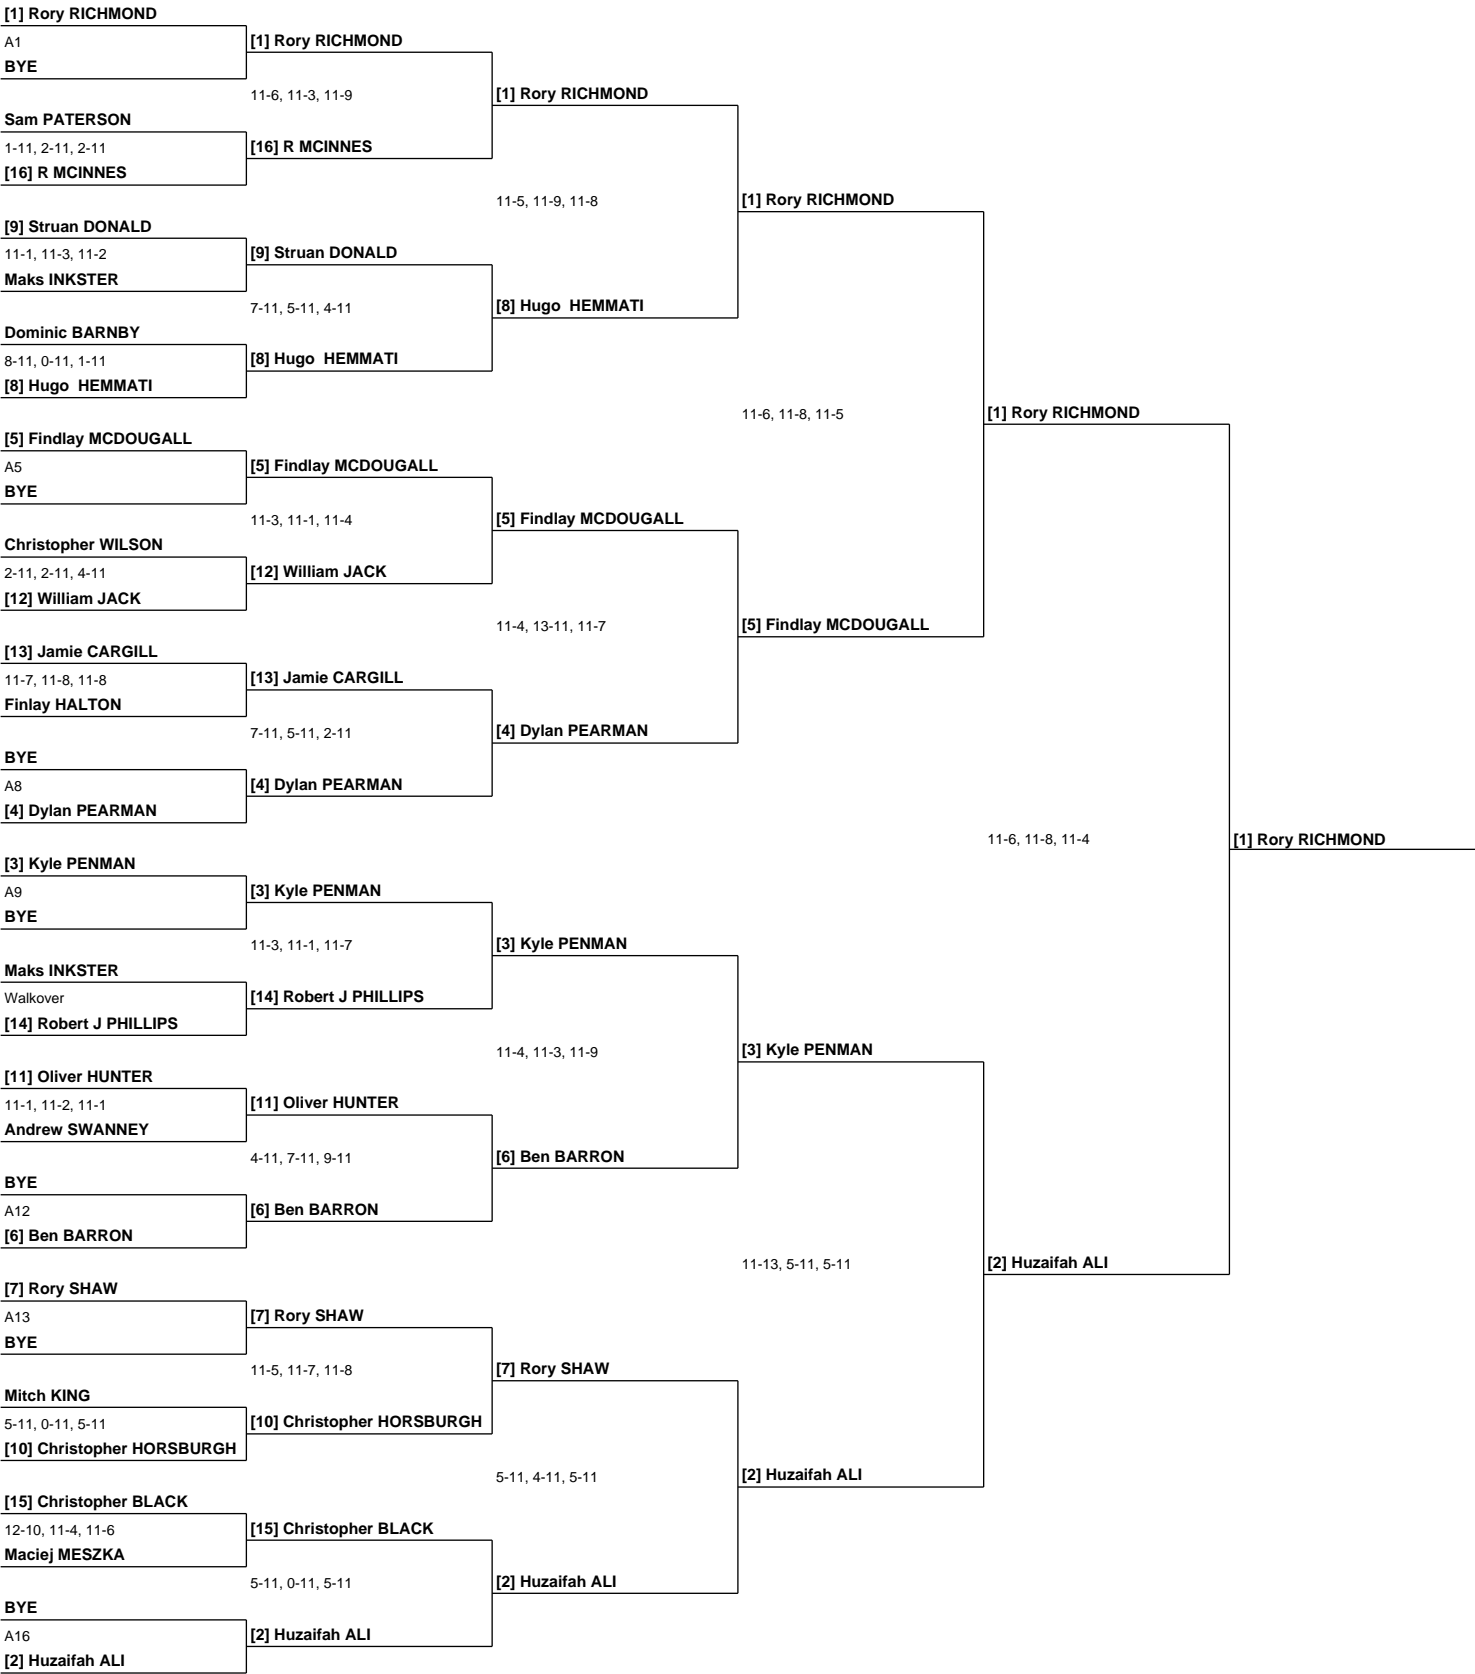 [1] Rory RICHMOND
A1
BYE
Sam PATERSON
1-11, 2-11, 2-11
[16] R MCINNES
[9] Struan DONALD
11-1, 11-3, 11-2
Maks INKSTER
Dominic BARNBY
8-11, 0-11, 1-11
[8] Hugo  HEMMATI
[5] Findlay MCDOUGALL
A5
BYE
Christopher WILSON
2-11, 2-11, 4-11
[12] William JACK
[13] Jamie CARGILL
11-7, 11-8, 11-8
Finlay HALTON
BYE
A8
[4] Dylan PEARMAN
[3] Kyle PENMAN
A9
BYE
Maks INKSTER
Walkover
[14] Robert J PHILLIPS
[11] Oliver HUNTER
11-1, 11-2, 11-1
Andrew SWANNEY
BYE
A12
[6] Ben BARRON
[7] Rory SHAW
A13
BYE
Mitch KING
5-11, 0-11, 5-11
[10] Christopher HORSBURGH
[15] Christopher BLACK
12-10, 11-4, 11-6
Maciej MESZKA
BYE
A16
[2] Huzaifah ALI
[1] Rory RICHMOND
11-6, 11-3, 11-9
[16] R MCINNES
[9] Struan DONALD
7-11, 5-11, 4-11
[8] Hugo  HEMMATI
[5] Findlay MCDOUGALL
11-3, 11-1, 11-4
[12] William JACK
[13] Jamie CARGILL
7-11, 5-11, 2-11
[4] Dylan PEARMAN
[3] Kyle PENMAN
11-3, 11-1, 11-7
[14] Robert J PHILLIPS
[11] Oliver HUNTER
4-11, 7-11, 9-11
[6] Ben BARRON
[7] Rory SHAW
11-5, 11-7, 11-8
[10] Christopher HORSBURGH
[15] Christopher BLACK
5-11, 0-11, 5-11
[2] Huzaifah ALI
[1] Rory RICHMOND
11-5, 11-9, 11-8
[8] Hugo  HEMMATI
[5] Findlay MCDOUGALL
11-4, 13-11, 11-7
[4] Dylan PEARMAN
[3] Kyle PENMAN
11-4, 11-3, 11-9
[6] Ben BARRON
[7] Rory SHAW
5-11, 4-11, 5-11
[2] Huzaifah ALI
[1] Rory RICHMOND
11-6, 11-8, 11-5
[5] Findlay MCDOUGALL
[3] Kyle PENMAN
11-13, 5-11, 5-11
[2] Huzaifah ALI
[1] Rory RICHMOND
11-6, 11-8, 11-4
[2] Huzaifah ALI
[1] Rory RICHMOND